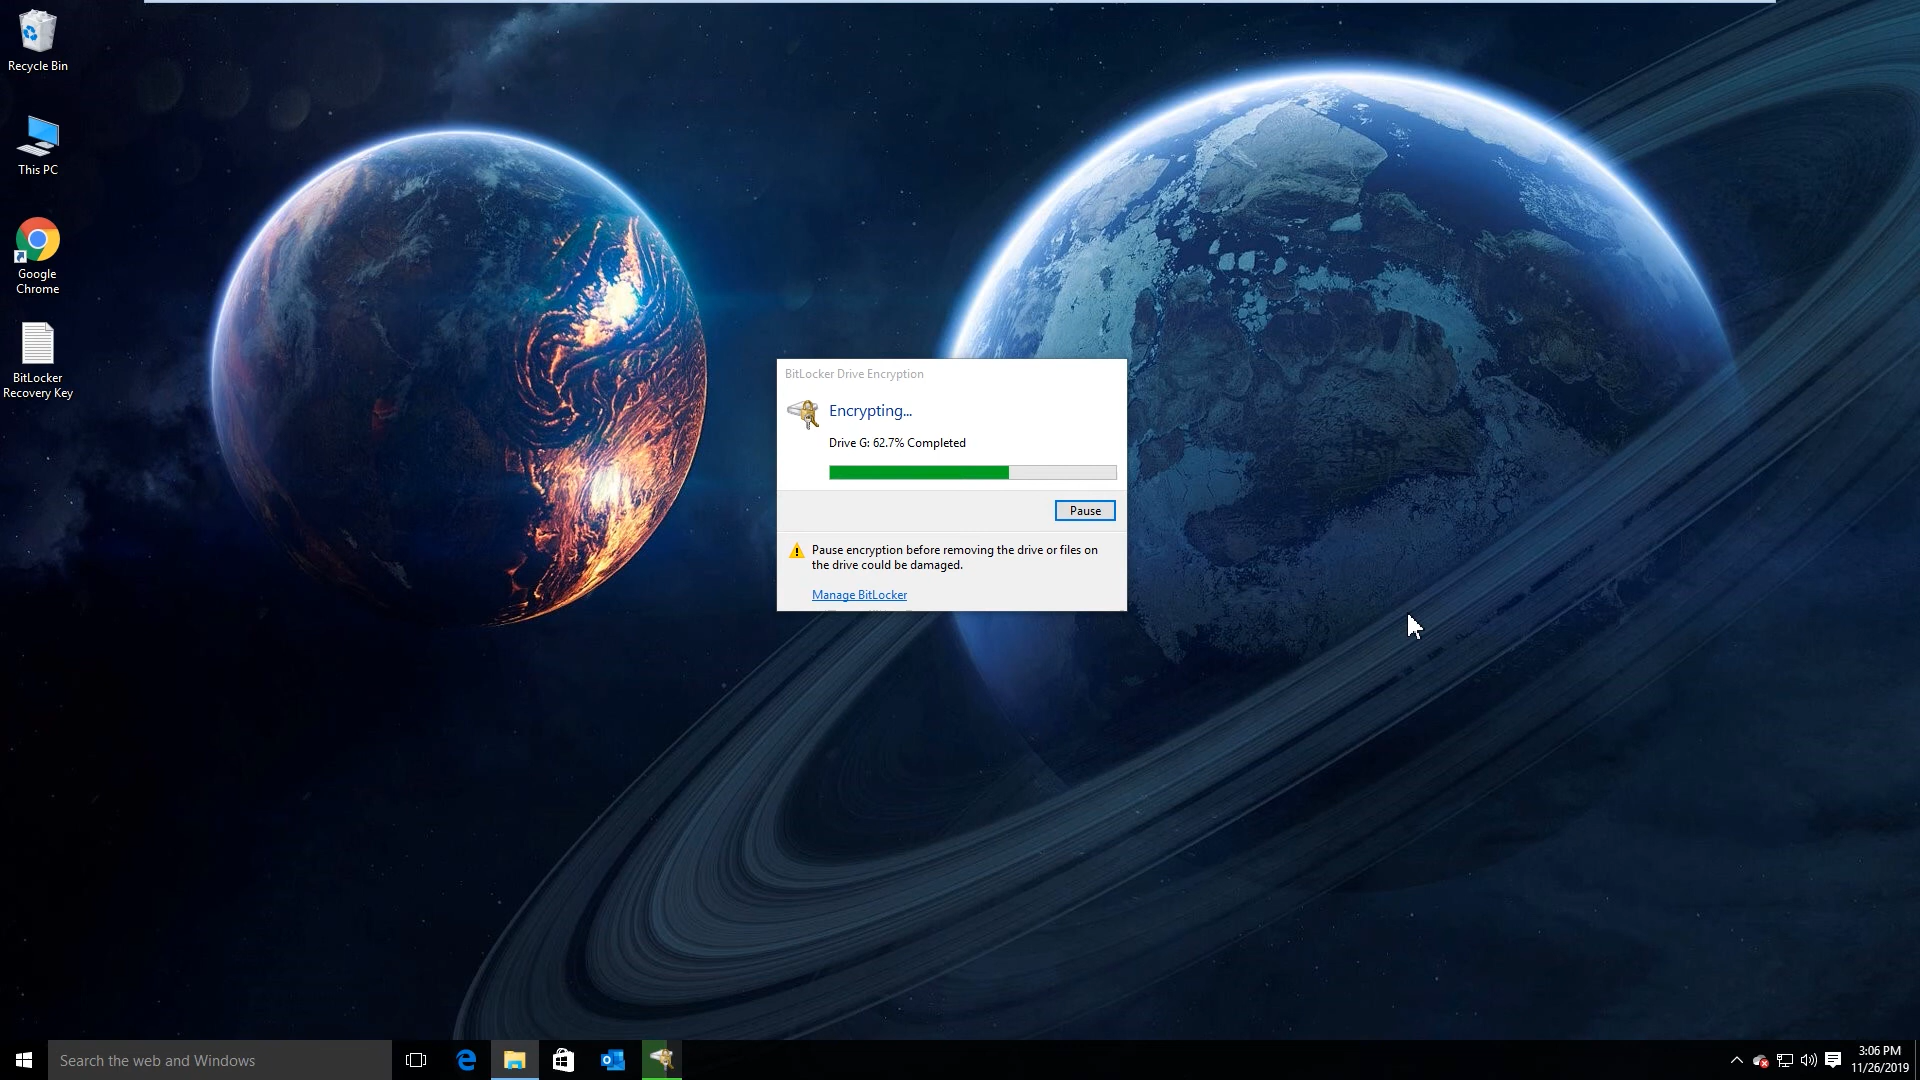 Recycle Bin
This PC
Google
Chrome
BitLocker
Recovery Key
BitLocker Drive Encryption
Encrypting...
Drive G: 62.7% Completed
Pause
Pause encryption before removing the drive or files on
the drive could be damaged.
Manage BitLocker
Search the web and Windows
3:06 PM
11/26/2019